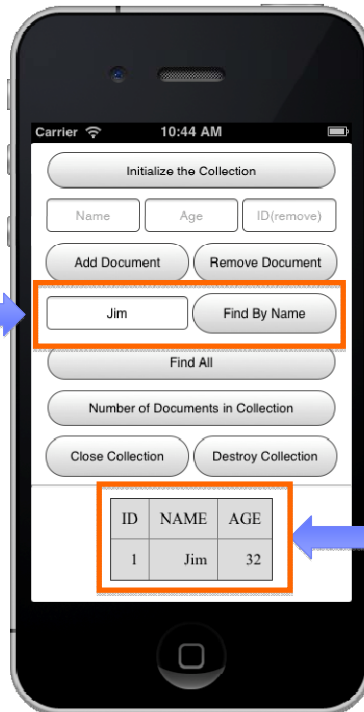 Carrier 10:44 AM
Initialize the Collection
Name Age ID(remove)
Add Document Remove Document
Jim Find By Name
Find All
Number of Documents in Collection
Close Collection Destroy Collection
ID NAME AGE
1 Jim 32